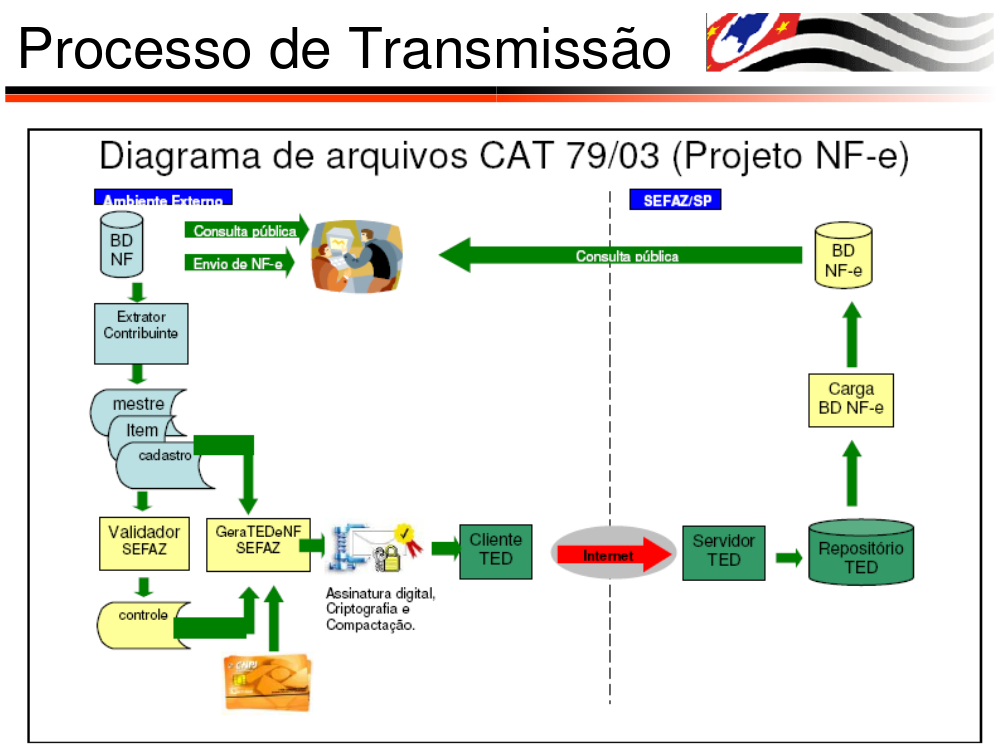 Processo de Transmissão
Diagrama de arquivos CAT 79/03 (Projeto NF-e)
Ambiente Externo
SEFAZ/SP
BD
NF
Consulta pública
Envio de NF-e
Consulta pública
BD
NF-e
Extrator
Contribuinte
Carga
BD NF-e
mestre
Item
cadastro
Validador
SEFAZ
GeraTEDeNF
SEFAZ
Cliente
TED
Internet
Servidor
TED
Repositório
TED
Assinatura digital,
Criptografia e
Compactação.
controle
CNPJ